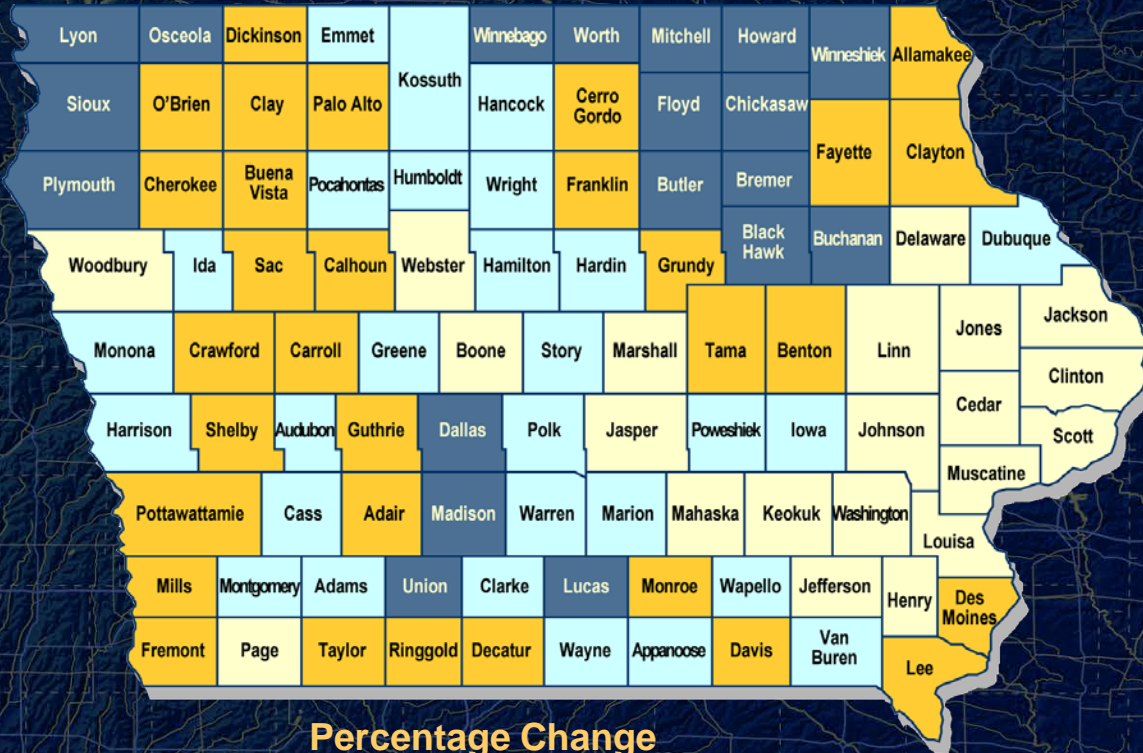 Lyon
Osceola
Dickinson
Emmet
Kossuth
Winnebago
Worth
Mitchell
Howard
Winneshiek
Allamakee
Sioux
O'Brien
Clay
Palo Alto
Hancock
Cerro
Gordo
Floyd
Chickasaw
Fayette
Clayton
Plymouth
Cherokee
Buena
Vista
Pocahontas
Humboldt
Wright
Franklin
Butler
Bremer
Woodbury
Ida
Sac
Calhoun
Webster
Hamilton
Hardin
Grundy
Black
Hawk
Buchanan
Delaware
Dubuque
Monona
Crawford
Carroll
Greene
Boone
Story
Marshall
Tama
Benton
Linn
Jones
Jackson
Clinton
Harrison
Shelby
Audubon
Guthrie
Dallas
Polk
Jasper
Poweshiek
Iowa
Johnson
Cedar
Scott
Muscatine
Pottawattamie
Cass
Adair
Madison
Warren
Marion
Mahaska
Keokuk
Washington
Louisa
Mills
Montgomery
Adams
Union
Clarke
Lucas
Monroe
Wapello
Jefferson
Henry
Des
Moines
Fremont
Page
Taylor
Ringgold
Decatur
Wayne
Appanoose
Davis
Van
Buren
Lee
Percentage Change